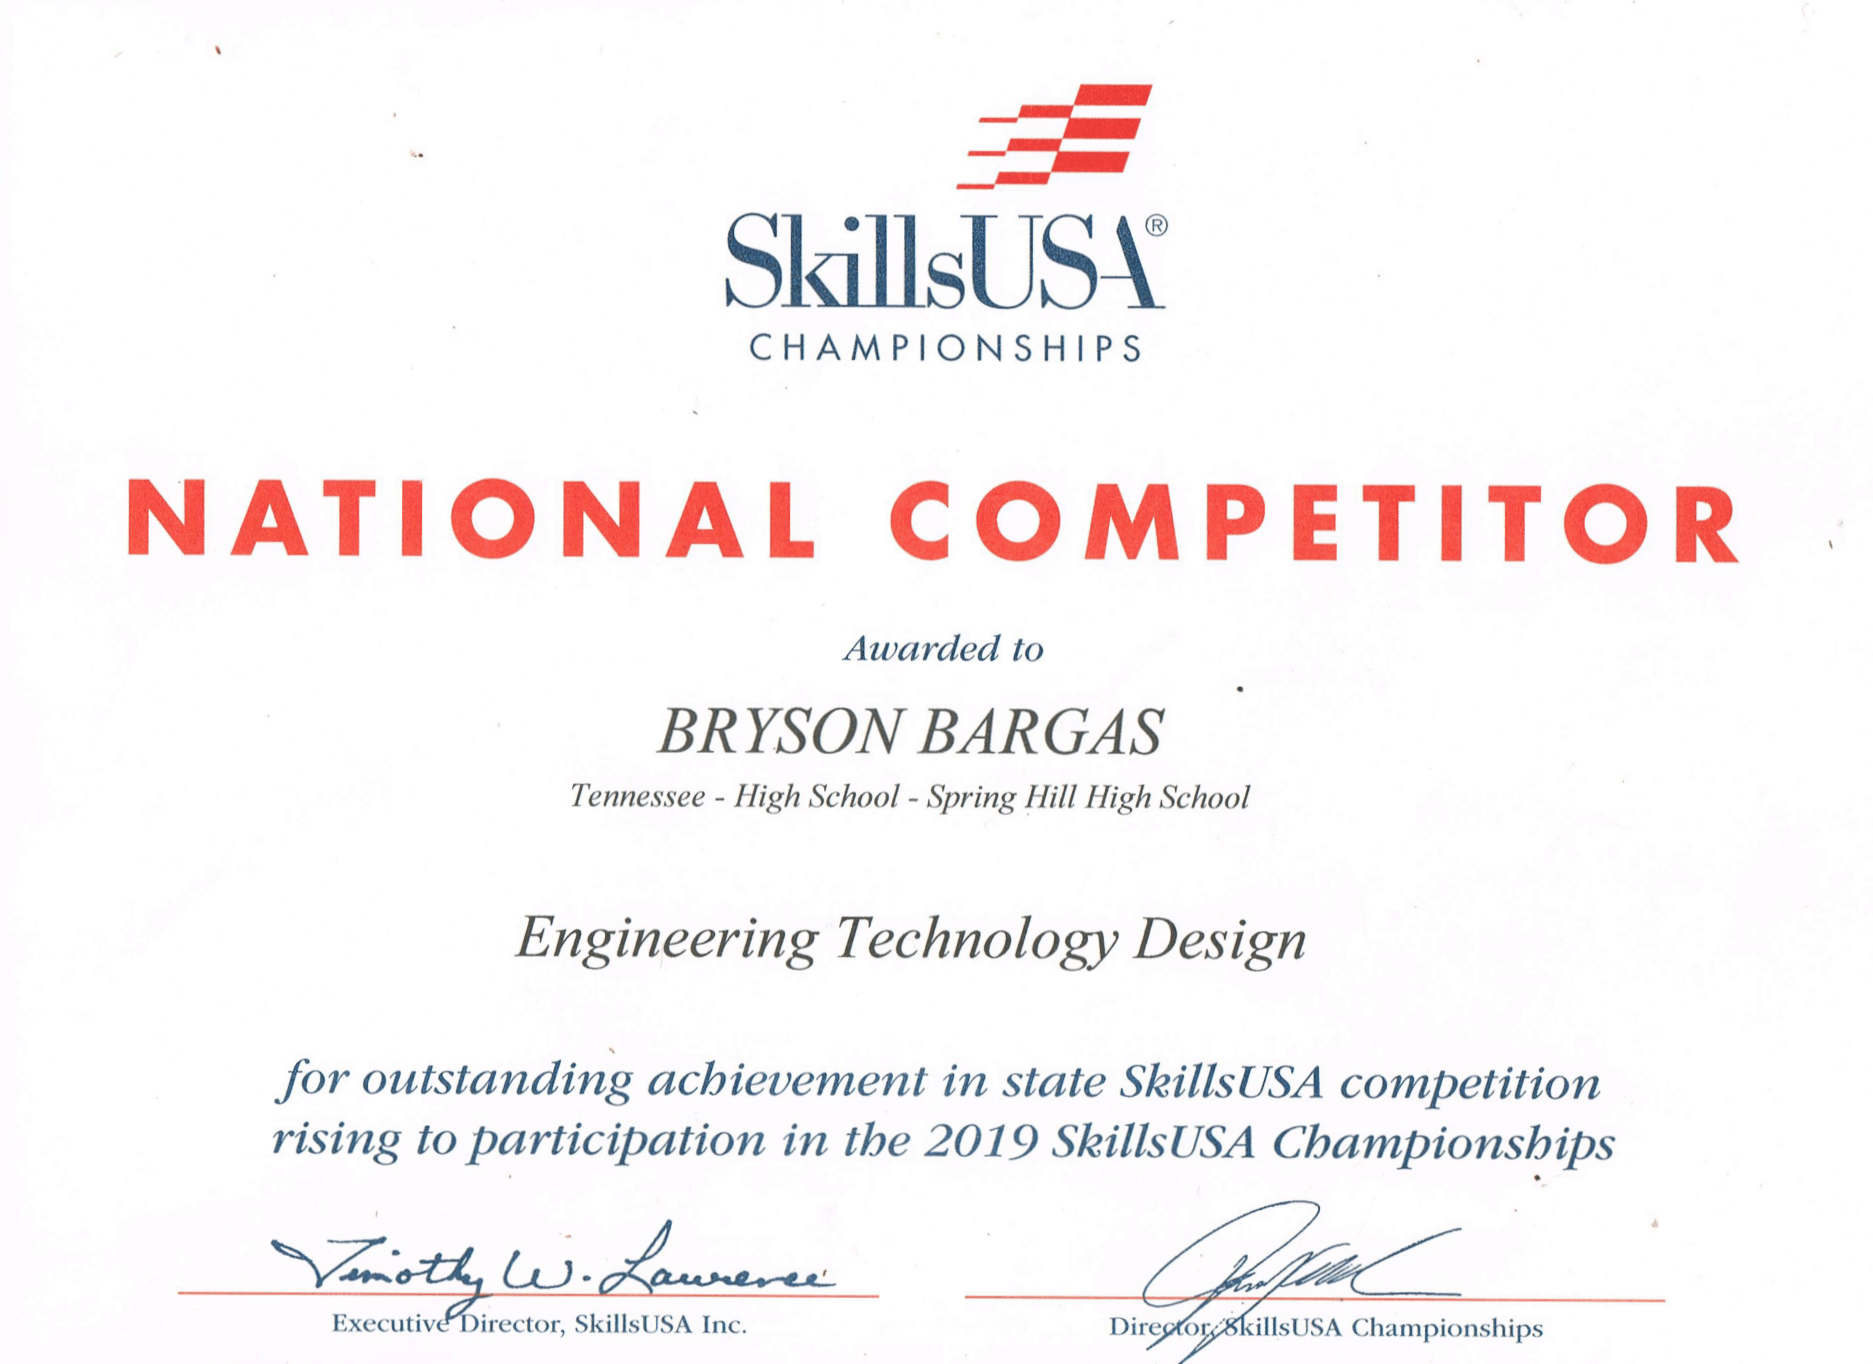 SkillsUSA®
CHAMPIONSHIPS
NATIONAL COMPETITOR
Awarded to
BRYSON BARGAS
Tennessee - High School - Spring Hill High School
Engineering Technology Design
for outstanding achievement in state SkillsUSA competition
rising to participation in the 2019 SkillsUSA Championships
Timothy W. Lawrence
Executive Director, SkillsUSA Inc.
Director, SkillsUSA Championships